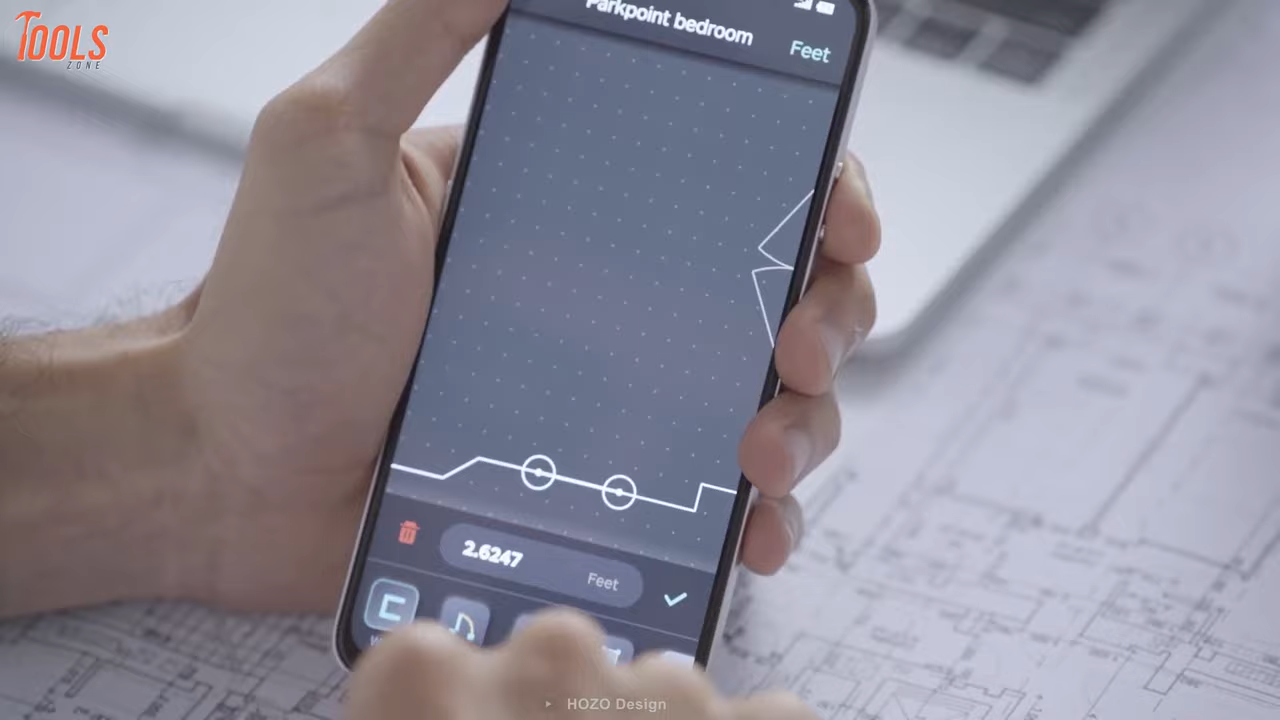 TOOLS
ZONE
Parkpoint bedroom
Feet
2.6247
Feet
HOZO Design